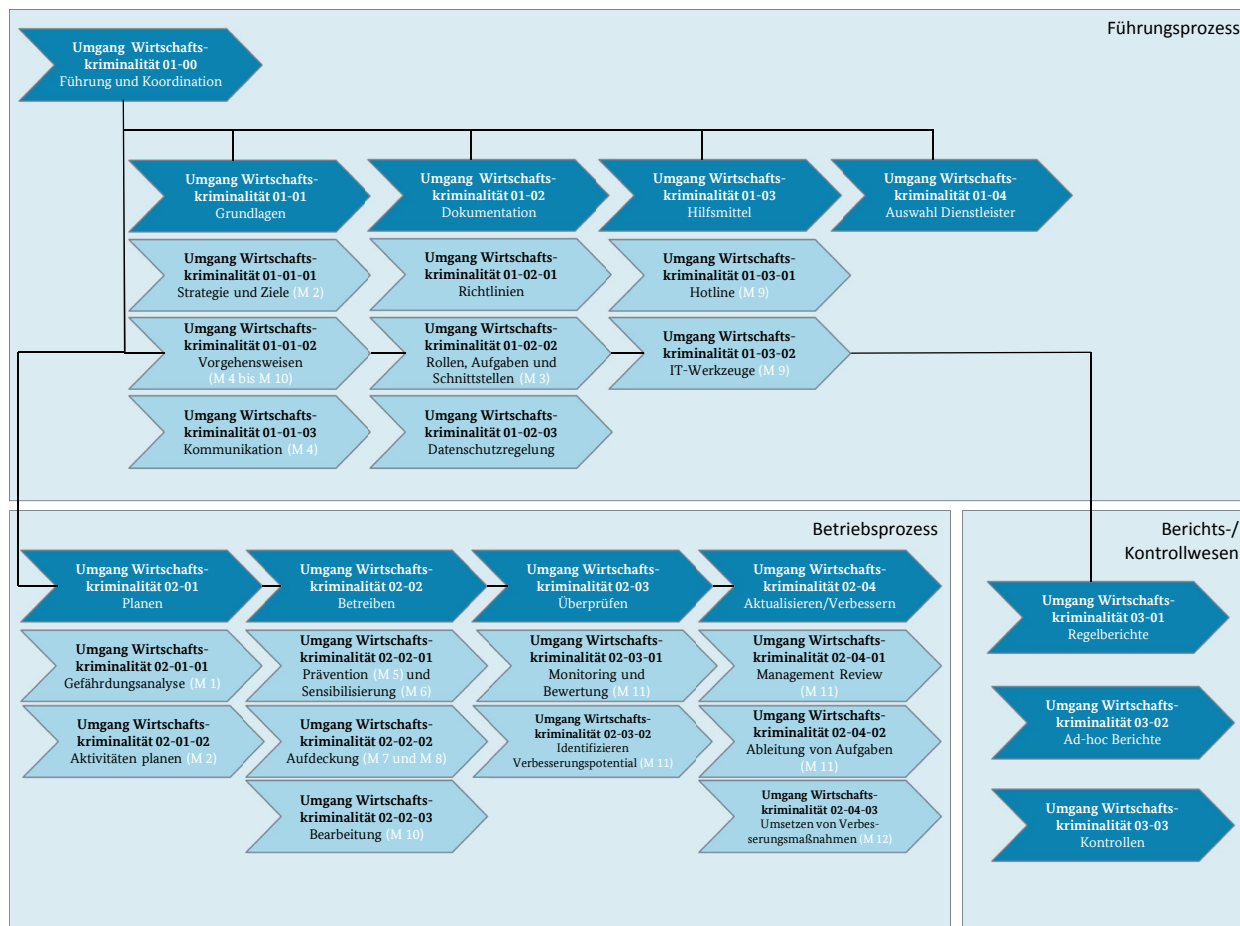 Führungsprozess
Umgang Wirtschafts-
kriminalität 01-00
Führung und Koordination
Umgang Wirtschafts-
kriminalität 01-01
Grundlagen
Umgang Wirtschafts-
kriminalität 01-02
Dokumentation
Umgang Wirtschafts-
kriminalität 01-03
Hilfsmittel
Umgang Wirtschafts-
kriminalität 01-04
Auswahl Dienstleister
Umgang Wirtschafts-
kriminalität 01-01-01
Strategie und Ziele (M 2)
Umgang Wirtschafts-
kriminalität 01-02-01
Richtlinien
Umgang Wirtschafts-
kriminalität 01-03-01
Hotline (M 9)
Umgang Wirtschafts-
kriminalität 01-01-02
Vorgehensweisen
(M 4 bis M 10)
Umgang Wirtschafts-
kriminalität 01-02-02
Rollen, Aufgaben und
Schnittstellen (M 3)
Umgang Wirtschafts-
kriminalität 01-03-02
IT-Werkzeuge (M 9)
Umgang Wirtschafts-
kriminalität 01-01-03
Kommunikation (M 4)
Umgang Wirtschafts-
kriminalität 01-02-03
Datenschutzregelung
Betriebsprozess
Umgang Wirtschafts-
kriminalität 02-01
Planen
Umgang Wirtschafts-
kriminalität 02-02
Betreiben
Umgang Wirtschafts-
kriminalität 02-03
Überprüfen
Umgang Wirtschafts-
kriminalität 02-04
Aktualisieren/Verbessern
Umgang Wirtschafts-
kriminalität 02-01-01
Gefährdungsanalyse (M 1)
Umgang Wirtschafts-
kriminalität 02-02-01
Prävention (M 5) und
Sensibilisierung (M 6)
Umgang Wirtschafts-
kriminalität 02-03-01
Monitoring und
Bewertung (M 11)
Umgang Wirtschafts-
kriminalität 02-04-01
Management Review
(M 11)
Umgang Wirtschafts-
kriminalität 02-01-02
Aktivitäten planen (M 2)
Umgang Wirtschafts-
kriminalität 02-02-02
Aufdeckung (M 7 und M 8)
Umgang Wirtschafts-
kriminalität 02-03-02
Identifizieren
Verbesserungspotential (M 11)
Umgang Wirtschafts-
kriminalität 02-04-02
Ableitung von Aufgaben
(M 11)
Umgang Wirtschafts-
kriminalität 02-02-03
Bearbeitung (M 10)
Umgang Wirtschafts-
kriminalität 02-04-03
Umsetzen von Verbes-
serungsmaßnahmen (M 12)
Berichts-/
Kontrollwesen
Umgang Wirtschafts-
kriminalität 03-01
Regelberichte
Umgang Wirtschafts-
kriminalität 03-02
Ad-hoc Berichte
Umgang Wirtschafts-
kriminalität 03-03
Kontrollen